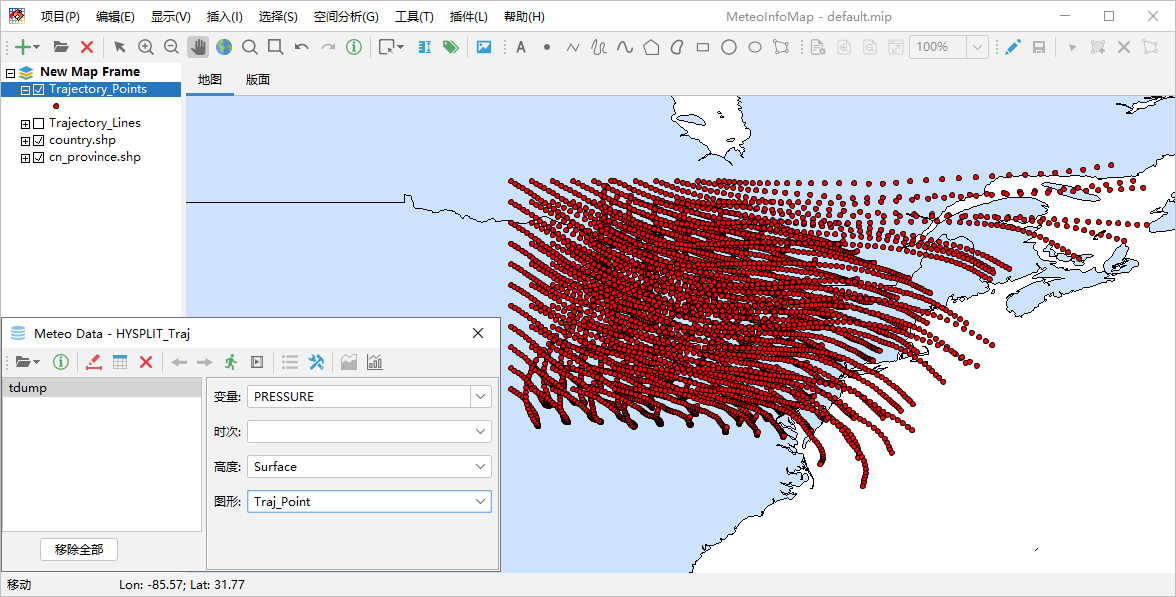 MeteoInfoMap - default.mip
项目(P) 编辑(E) 显示(V) 插入(I) 选择(S) 空间分析(G) 工具(T) 插件(L) 帮助(H)
A 100%
New Map Frame
Trajectory_Points
Trajectory_Lines
country.shp
cn_province.shp
地图 版面
Meteo Data - HYSPLIT_Traj
tdump
变量: PRESSURE
时次:
高度: Surface
图形: Traj_Point
移除全部
移动 Lon: -85.57; Lat: 31.77